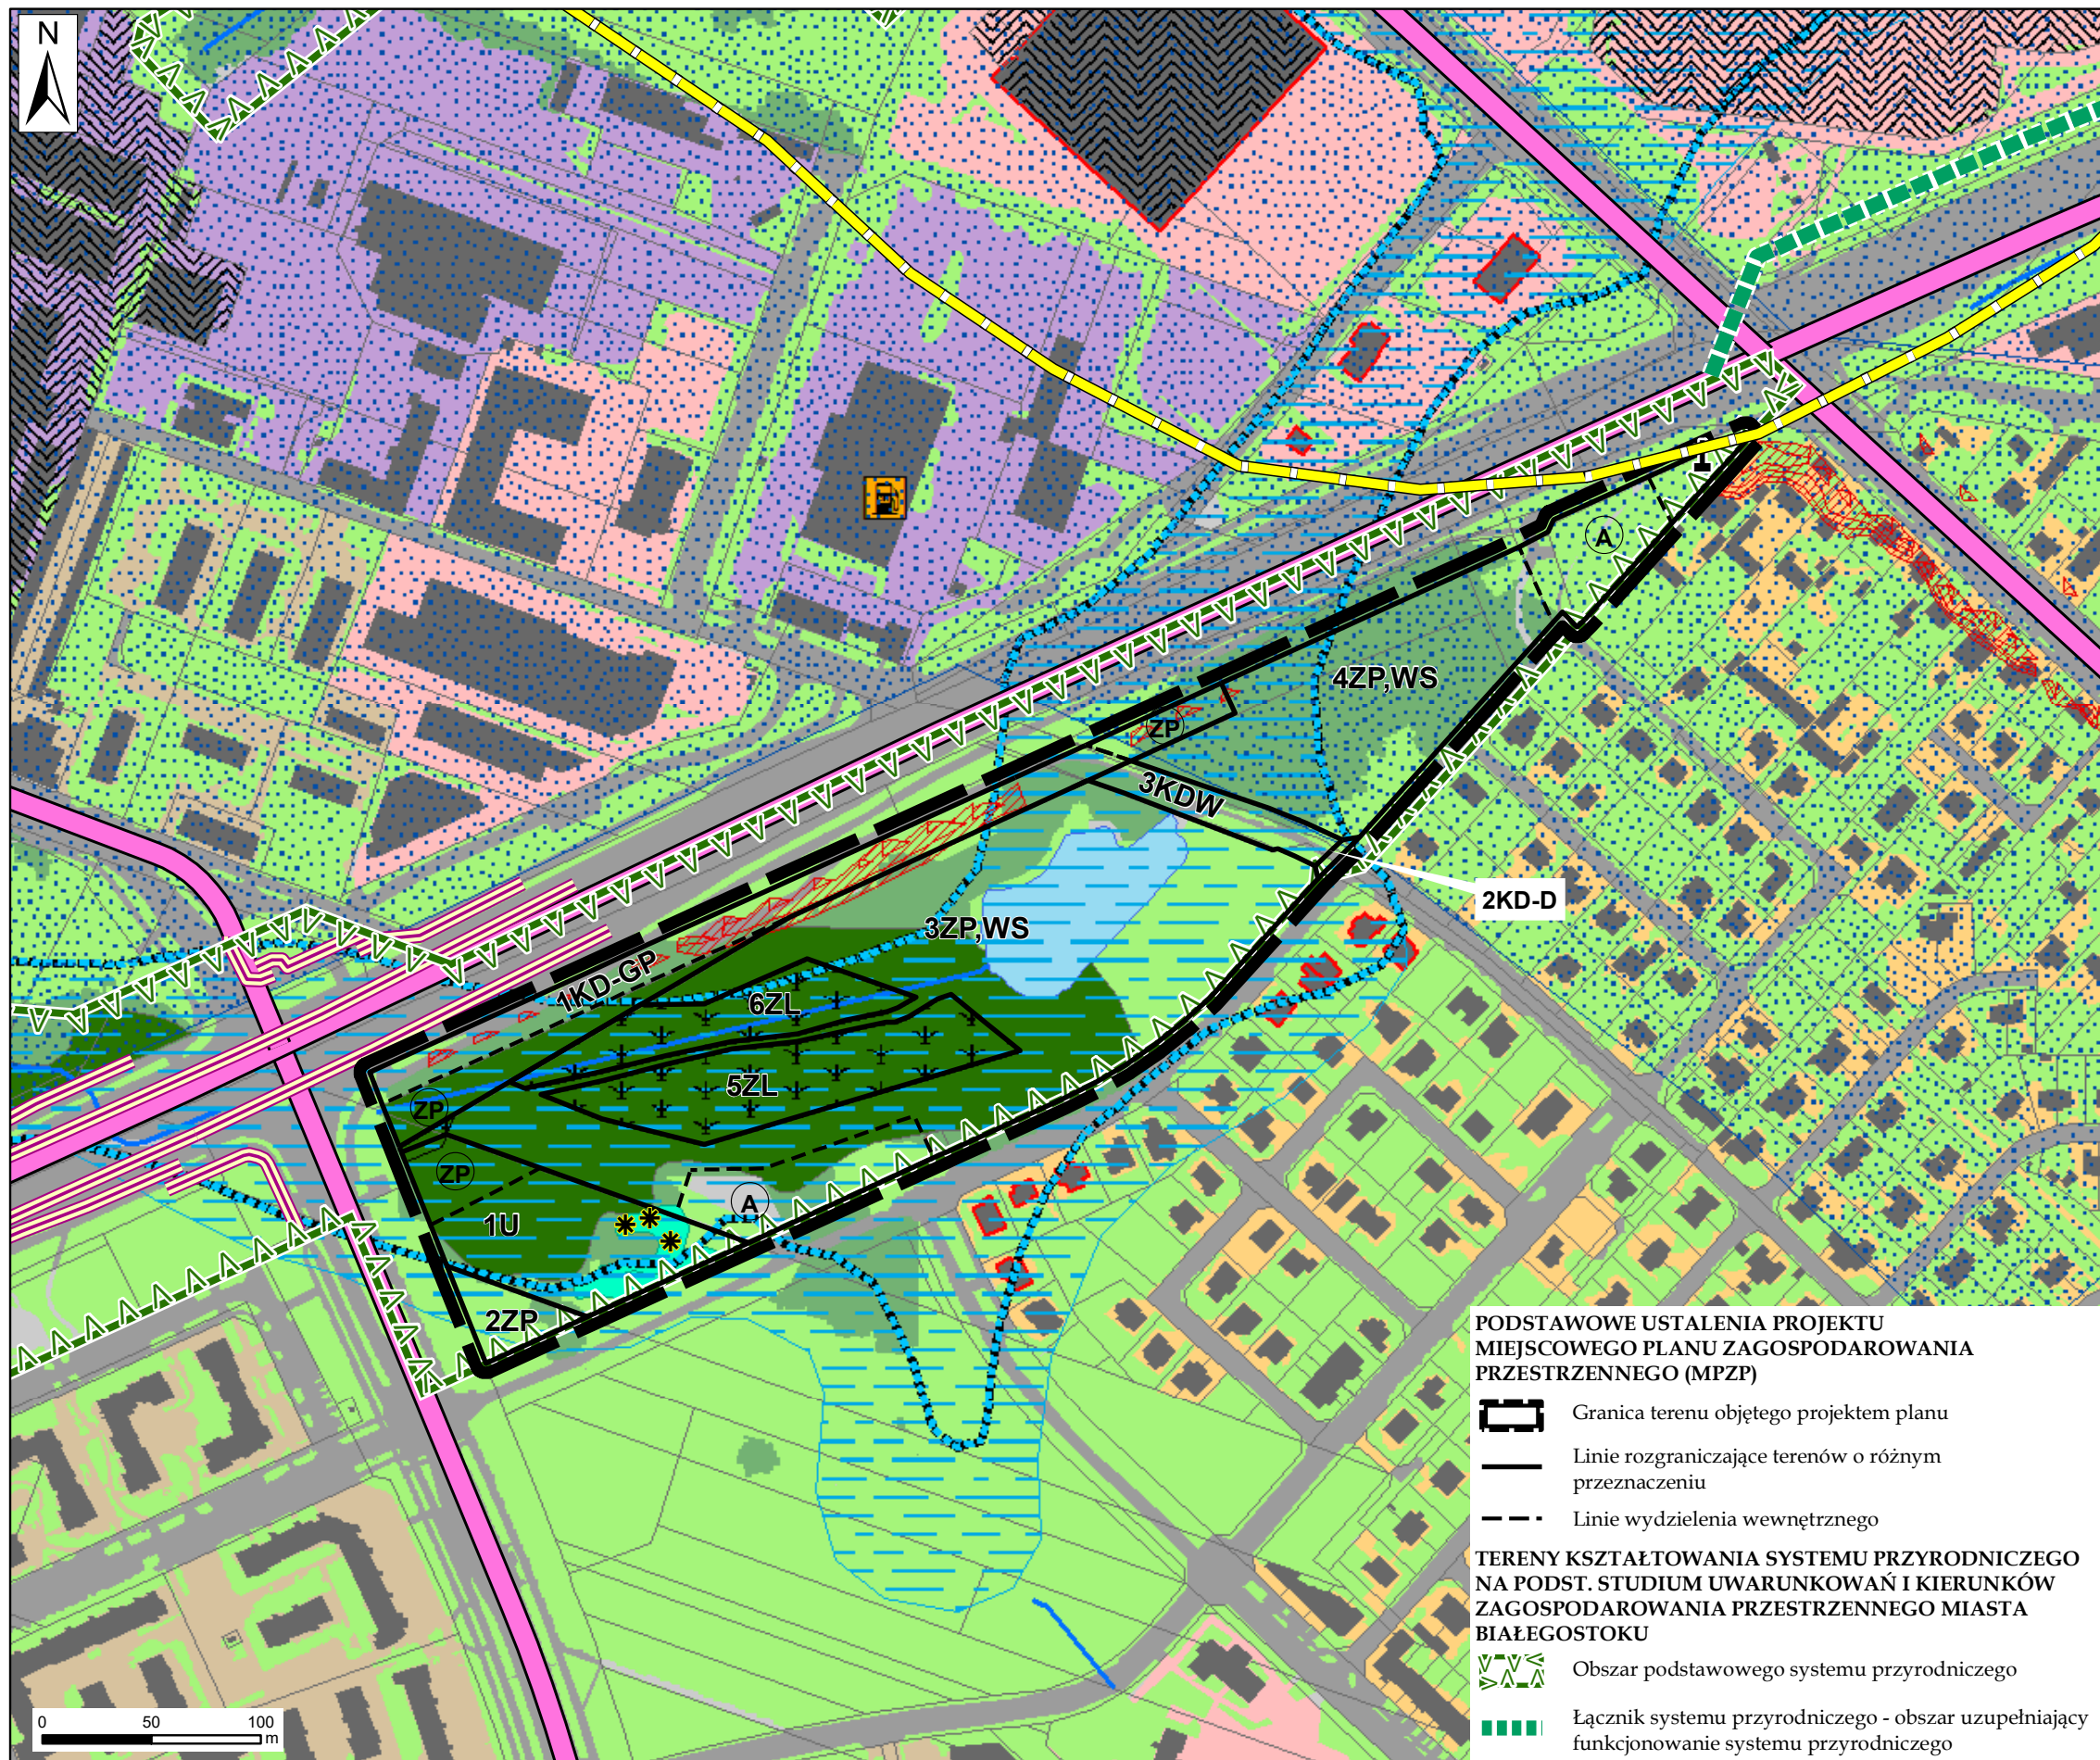 N
A
4ZP,WS
ZP
3KDW
2KD-D
3ZP,WS
1KD-GP
6ZL
5ZL
ZP
ZP
A
1U
2ZP
0 50 100
m
PODSTAWOWE USTALENIA PROJEKTU
MIEJSCOWEGO PLANU ZAGOSPODAROWANIA
PRZESTRZENNEGO (MPZP)
Granica terenu objętego projektem planu
Linie rozgraniczające terenów o różnym
przeznaczeniu
Linie wydzielenia wewnętrznego
TERENY KSZTAŁTOWANIA SYSTEMU PRZYRODNICZEGO
NA PODST. STUDIUM UWARUNKOWAŃ I KIERUNKÓW
ZAGOSPODAROWANIA PRZESTRZENNEGO MIASTA
BIAŁEGOSTOKU
Obszar podstawowego systemu przyrodniczego
Łącznik systemu przyrodniczego - obszar uzupełniający
funkcjonowanie systemu przyrodniczego